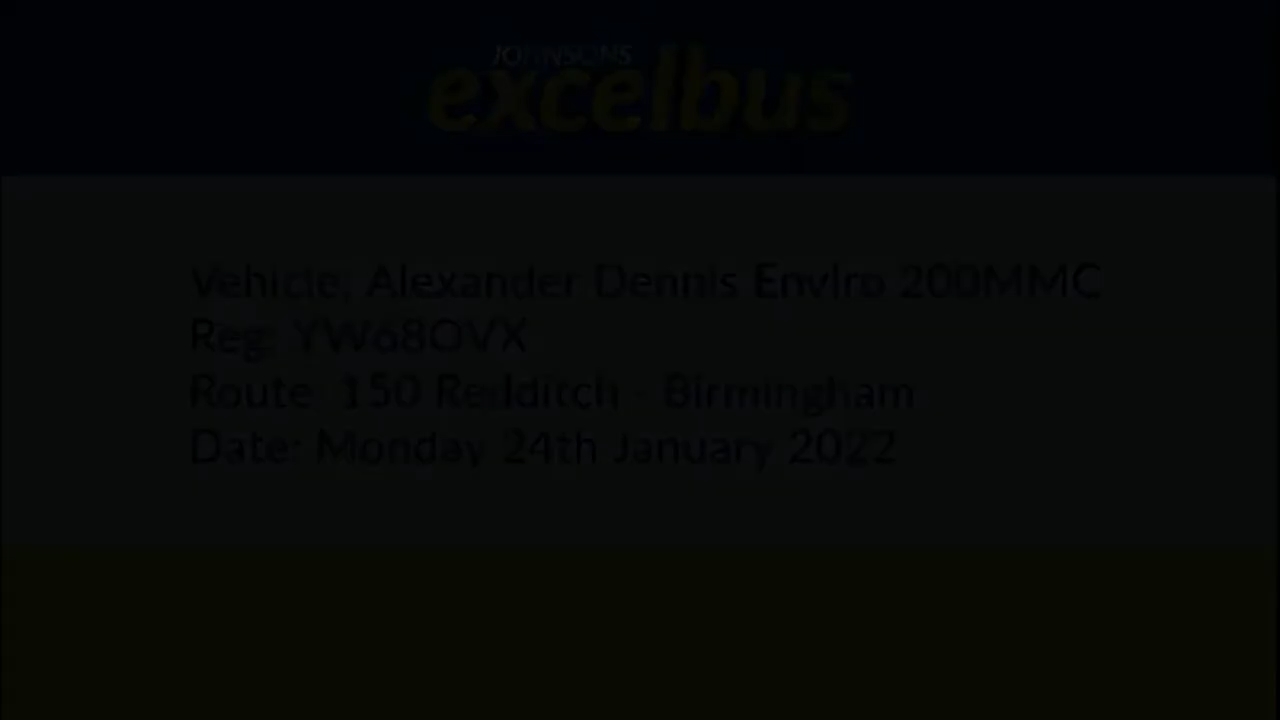 JOHNSONS
excelbus
Vehicle: Alexander Dennis Enviro 200MMC
Reg: YW68OVX
Route: 150 Redditch - Birmingham
Date: Monday 24th January 2022